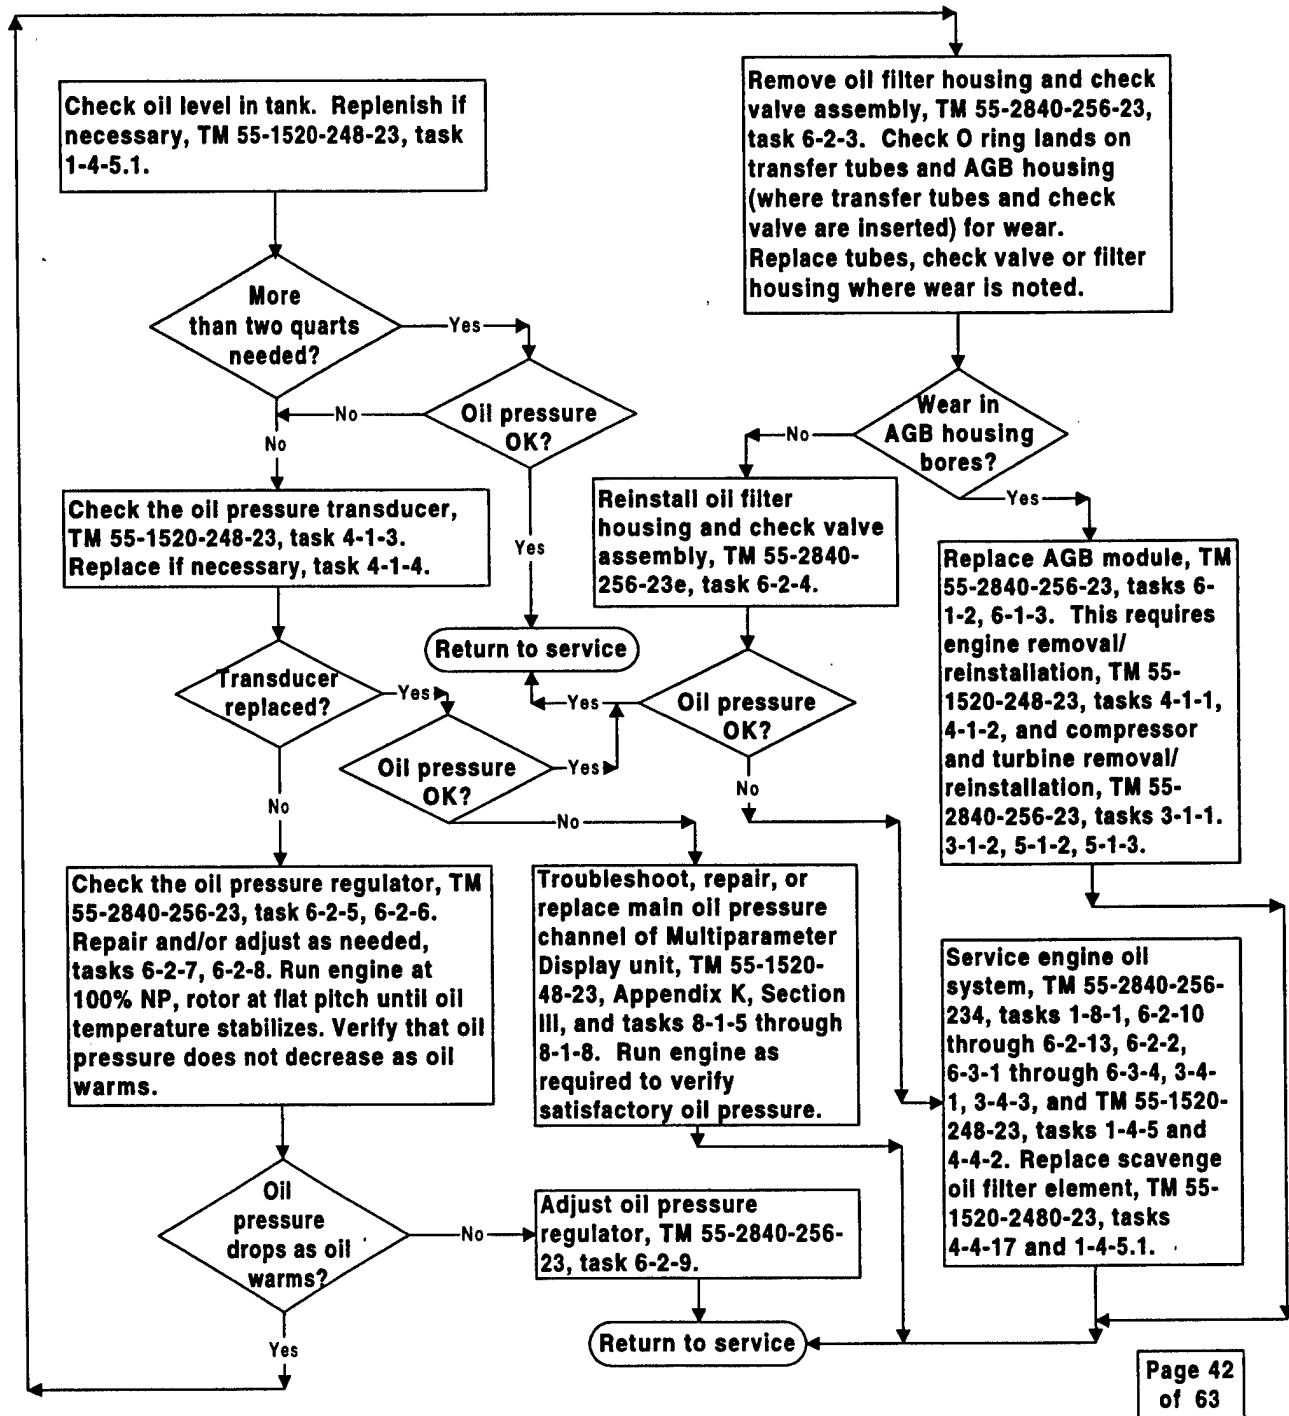 Check oil level in tank. Replenish if
necessary, TM 55-1520-248-23, task
1-4-5.1.
More
than two quarts
needed?
Yes
Oil pressure
OK?
No
No
Yes
Check the oil pressure transducer,
TM 55-1520-248-23, task 4-1-3.
Replace if necessary, task 4-1-4.
Return to service
Transducer
replaced?
Yes
Oil pressure
OK?
Yes
No
No
Check the oil pressure regulator, TM
55-2840-256-23, task 6-2-5, 6-2-6.
Repair and/or adjust as needed,
tasks 6-2-7, 6-2-8. Run engine at
100% NP, rotor at flat pitch until oil
temperature stabilizes. Verify that oil
pressure does not decrease as oil
warms.
Troubleshoot, repair, or
replace main oil pressure
channel of Multiparameter
Display unit, TM 55-1520-
48-23, Appendix K, Section
III, and tasks 8-1-5 through
8-1-8. Run engine as
required to verify
satisfactory oil pressure.
Oil
pressure
drops as oil
warms?
No
Adjust oil pressure
regulator, TM 55-2840-256-
23, task 6-2-9.
Yes
Return to service
Remove oil filter housing and check
valve assembly, TM 55-2840-256-23,
task 6-2-3. Check O ring lands on
transfer tubes and AGB housing
(where transfer tubes and check
valve are inserted) for wear.
Replace tubes, check valve or filter
housing where wear is noted.
Wear in
AGB housing
bores?
No
Yes
Reinstall oil filter
housing and check valve
assembly, TM 55-2840-
256-23e, task 6-2-4.
Oil pressure
OK?
Yes
No
Replace AGB module, TM
55-2840-256-23, tasks 6-
1-2, 6-1-3. This requires
engine removal/
reinstallation, TM 55-
1520-248-23, tasks 4-1-1,
4-1-2, and compressor
and turbine removal/
reinstallation, TM 55-
2840-256-23, tasks 3-1-1.
3-1-2, 5-1-2, 5-1-3.
Service engine oil
system, TM 55-2840-256-
234, tasks 1-8-1, 6-2-10
through 6-2-13, 6-2-2,
6-3-1 through 6-3-4, 3-4-
1, 3-4-3, and TM 55-1520-
248-23, tasks 1-4-5 and
4-4-2. Replace scavenge
oil filter element, TM 55-
1520-2480-23, tasks
4-4-17 and 1-4-5.1.
Page 42
of 63